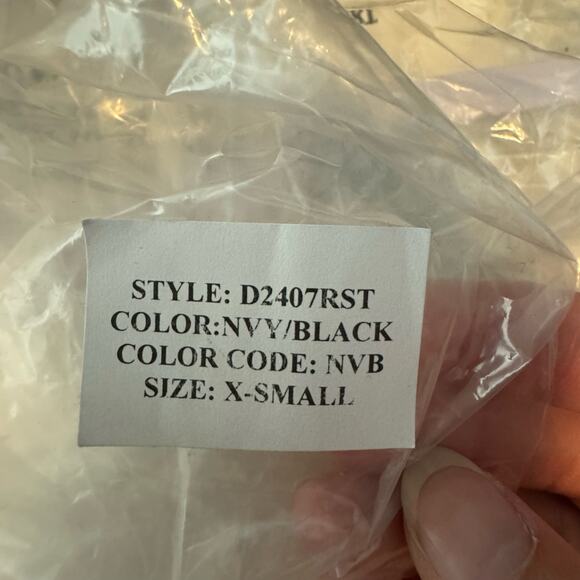 STYLE: D2407RST
COLOR:NVY/BLACK
COLOR CODE: NVB
SIZE: X-SMALL